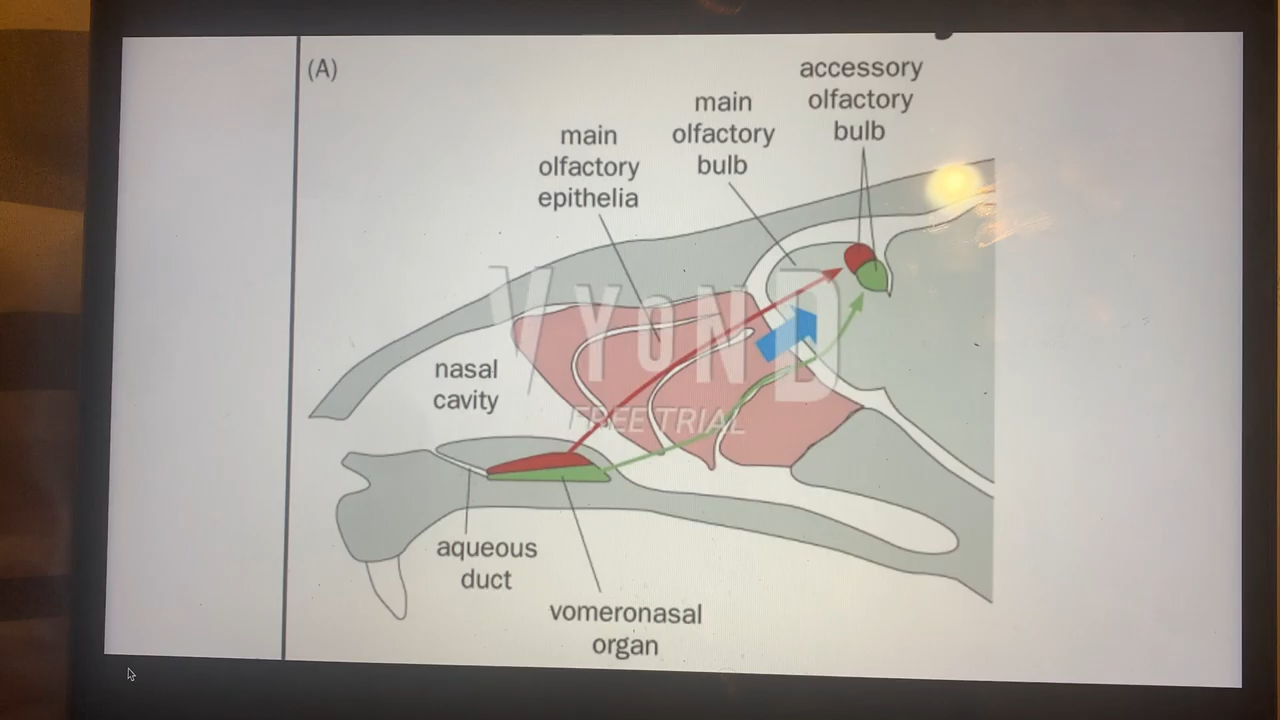 (A)
accessory
olfactory
bulb
main
olfactory
bulb
main
olfactory
epithelia
nasal
cavity
VYOND
FREE TRIAL
aqueous
duct
vomeronasal
organ